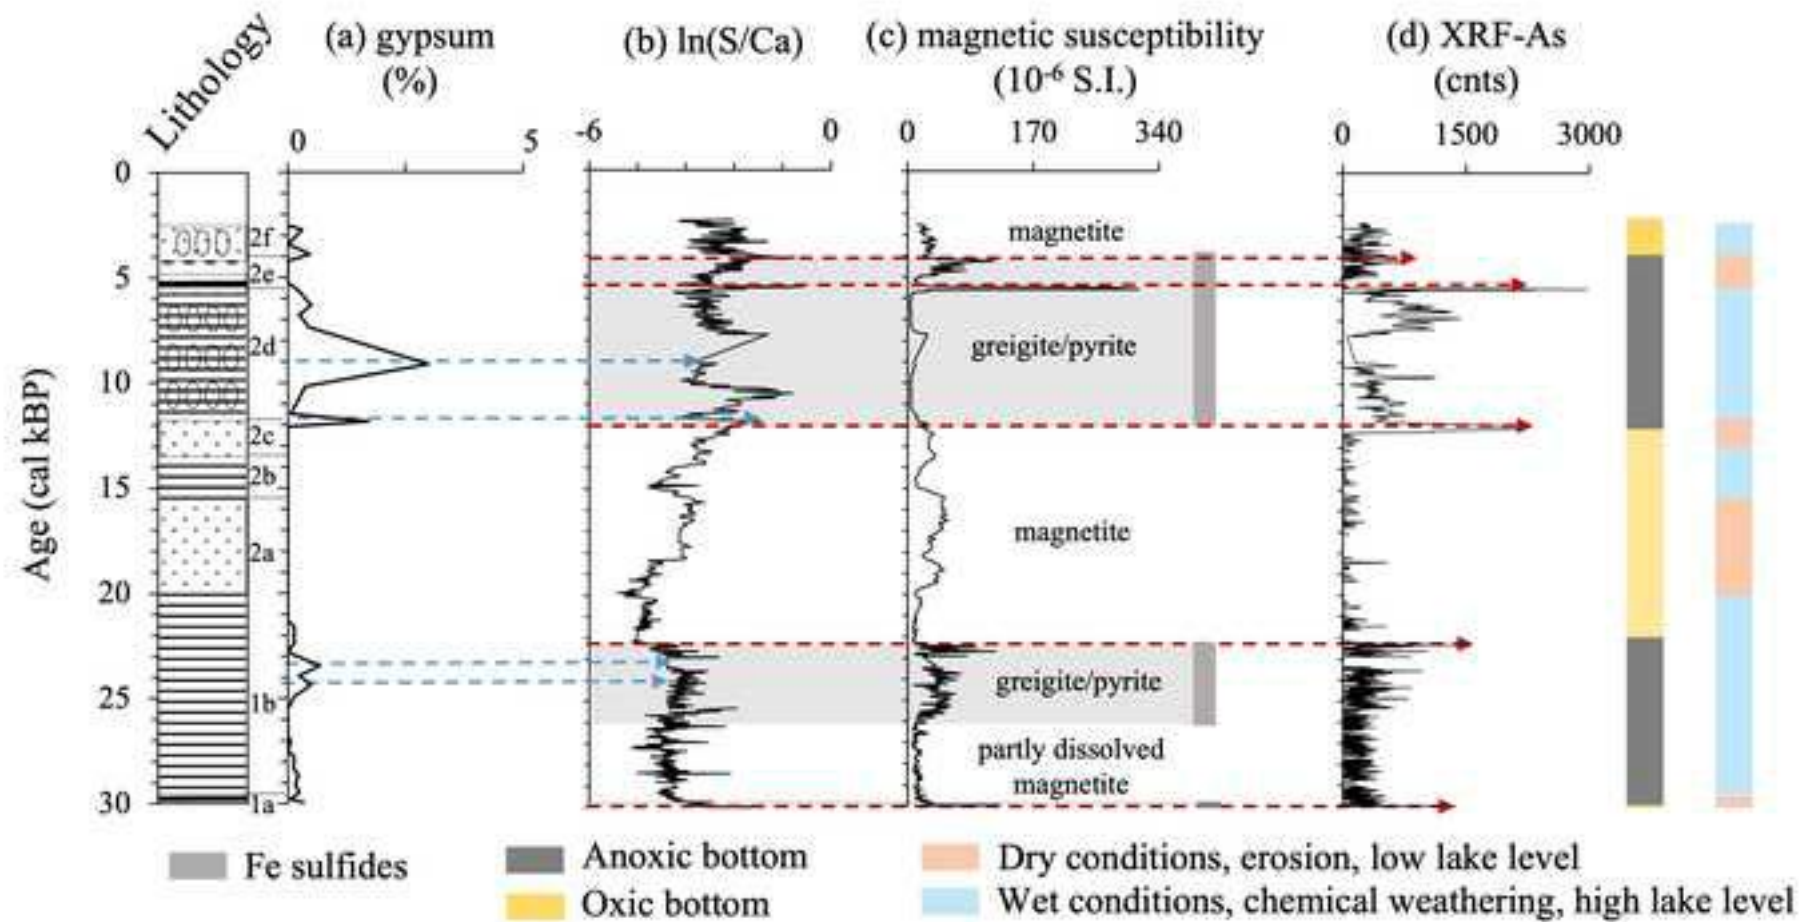 Lithology
(a) gypsum
(%)
(b) ln(S/Ca)
(c) magnetic susceptibility
(10⁻⁶ S.I.)
(d) XRF-As
(cnts)
0 5
-6 0
0 170 340
0 1500 3000
Age (cal kBP)
0
5
10
15
20
25
30
2f
2e
2d
2c
2b
2a
1b
1a
magnetite
greigite/pyrite
magnetite
greigite/pyrite
partly dissolved
magnetite
Fe sulfides
Anoxic bottom
Oxic bottom
Dry conditions, erosion, low lake level
Wet conditions, chemical weathering, high lake level